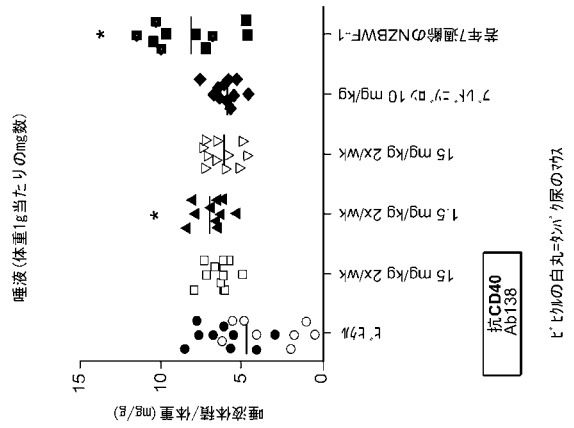 唾液 (体重1g当たりのmg数)
唾液体積/体重 (mg/g)
15
10
5
0
*
*
ﾋﾞﾋｸﾙ
15 mg/kg 2x/wk
1.5 mg/kg 2x/wk
15 mg/kg 2x/wk
ﾌﾟﾚﾄﾞﾆｿﾞﾛﾝ 10 mg/kg
若年7週齢のNZBWF-1
抗CD40
Ab138
ﾋﾞﾋｸﾙの白丸=ﾀﾝﾊﾟｸ尿のﾏｳｽ